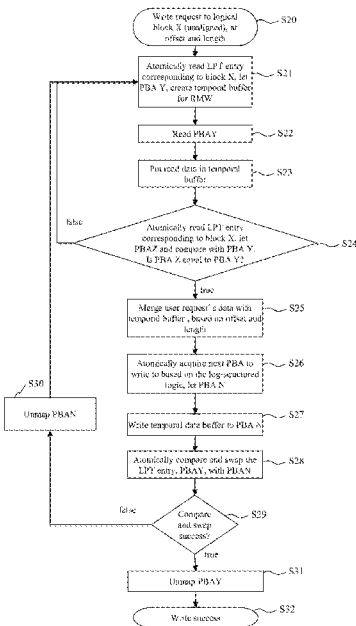 Write request to logical
block X (unaligned), at
offset and length
S20
Atomically read LPT entry
corresponding to block X, let
PBA Y, create temporal buffer
for RMW
S21
Read PBAY
S22
Put read data in temporal
buffer
S23
false
Atomically read LPT entry
corresponding to block X, let
PBAZ and compare with PBA Y.
Is PBA Z equal to PBA Y?
S24
true
Merge user request's data with
temporal buffer, based on offset and
length
S25
Atomically acquire next PBA to
write to based on the log-structured
logic, let PBA N
S26
S30
Unmap PBAN
Write temporal data buffer to PBA N
S27
Atomically compare and swap the
LPT entry, PBAY, with PBAN
S28
false
Compare
and swap
success?
S29
true
Unmap PBAY
S31
Write success
S32